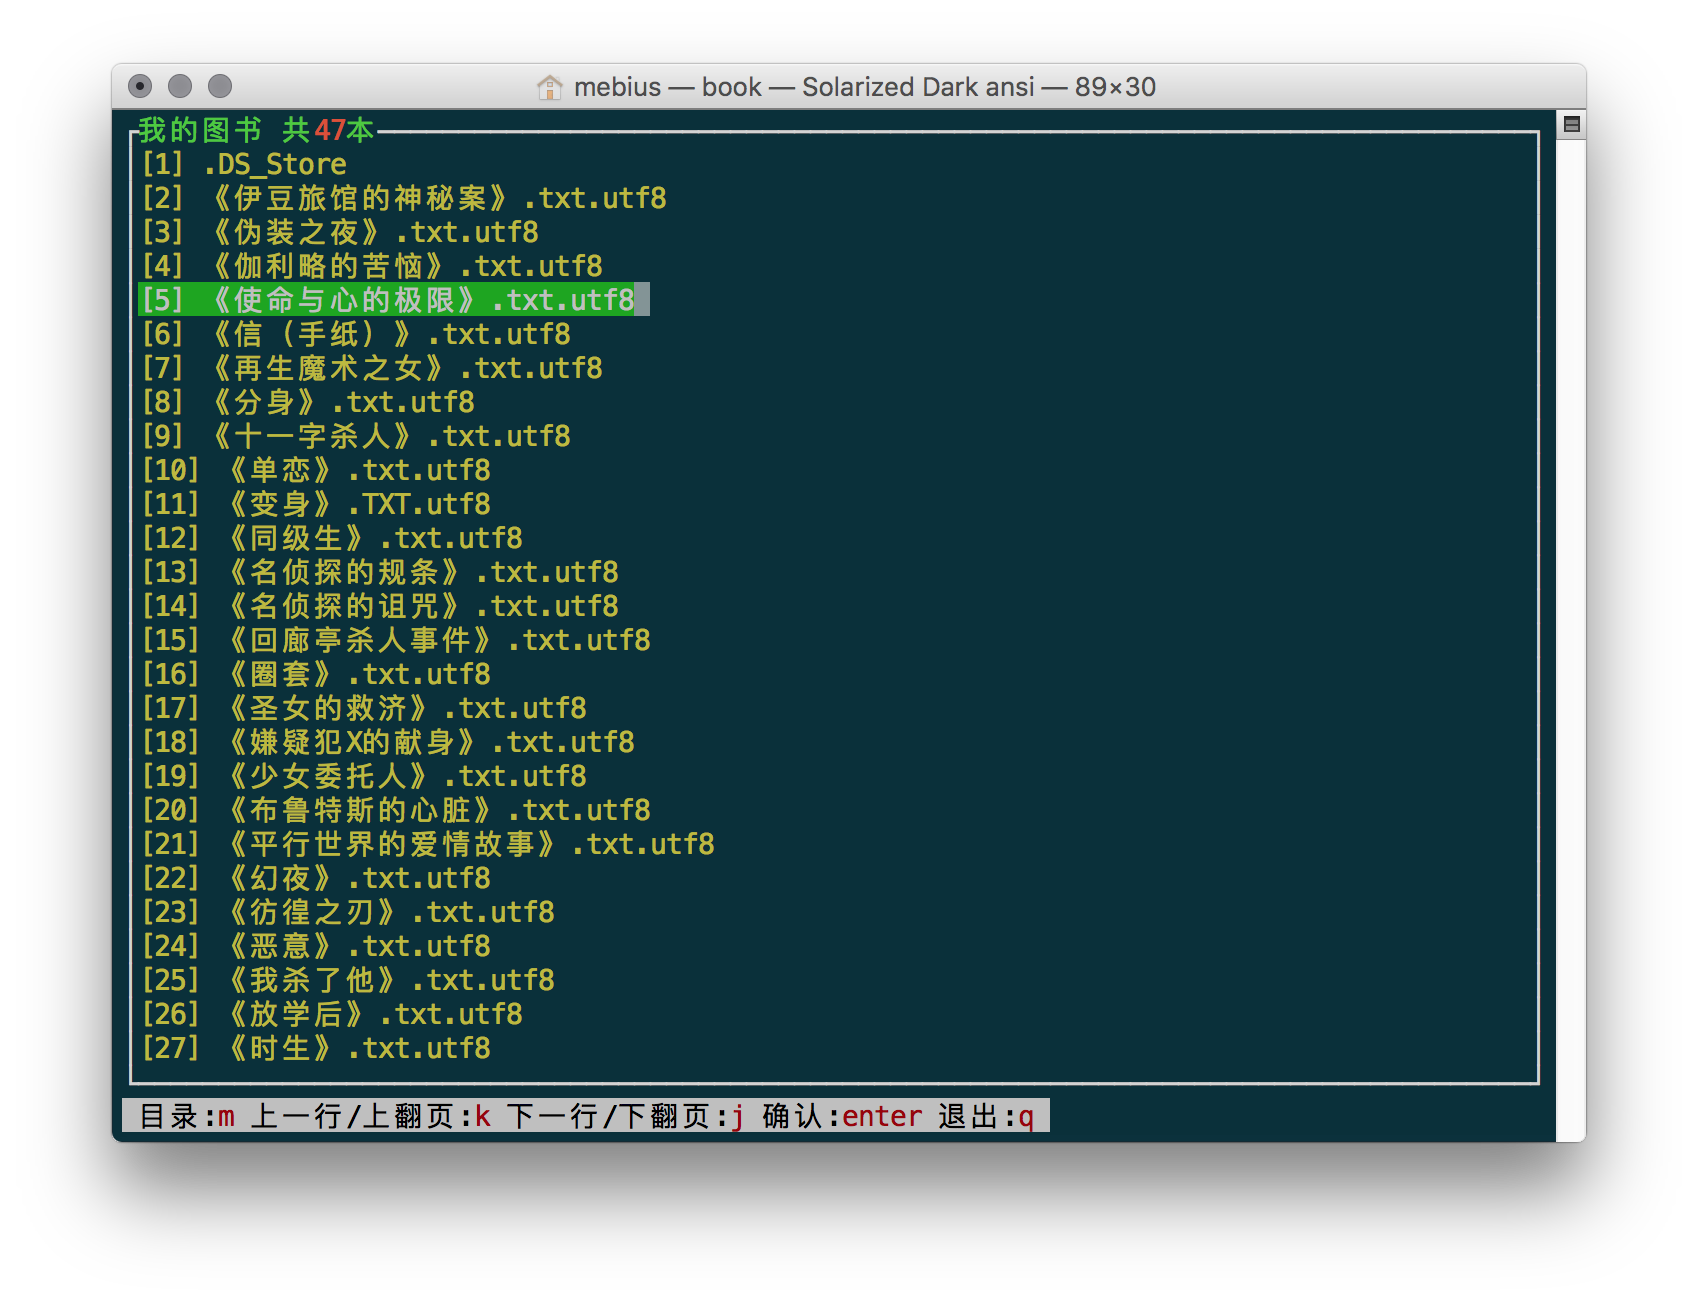 mebius — book — Solarized Dark ansi — 89×30
我的图书 共47本
[1] .DS_Store
[2] 《伊豆旅馆的神秘案》.txt.utf8
[3] 《伪装之夜》.txt.utf8
[4] 《伽利略的苦恼》.txt.utf8
[5] 《使命与心的极限》.txt.utf8
[6] 《信（手纸）》.txt.utf8
[7] 《再生魔术之女》.txt.utf8
[8] 《分身》.txt.utf8
[9] 《十一字杀人》.txt.utf8
[10] 《单恋》.txt.utf8
[11] 《变身》.TXT.utf8
[12] 《同级生》.txt.utf8
[13] 《名侦探的规条》.txt.utf8
[14] 《名侦探的诅咒》.txt.utf8
[15] 《回廊亭杀人事件》.txt.utf8
[16] 《圈套》.txt.utf8
[17] 《圣女的救济》.txt.utf8
[18] 《嫌疑犯X的献身》.txt.utf8
[19] 《少女委托人》.txt.utf8
[20] 《布鲁特斯的心脏》.txt.utf8
[21] 《平行世界的爱情故事》.txt.utf8
[22] 《幻夜》.txt.utf8
[23] 《彷徨之刃》.txt.utf8
[24] 《恶意》.txt.utf8
[25] 《我杀了他》.txt.utf8
[26] 《放学后》.txt.utf8
[27] 《时生》.txt.utf8
目录:m 上一行/上翻页:k 下一行/下翻页:j 确认:enter 退出:q